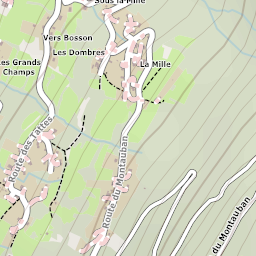 Sous la Mille
Vers Bosson
Les Dombres
Les Grands
Champs
La Mille
Route des Fattes
Route du Montauban
du Montauban